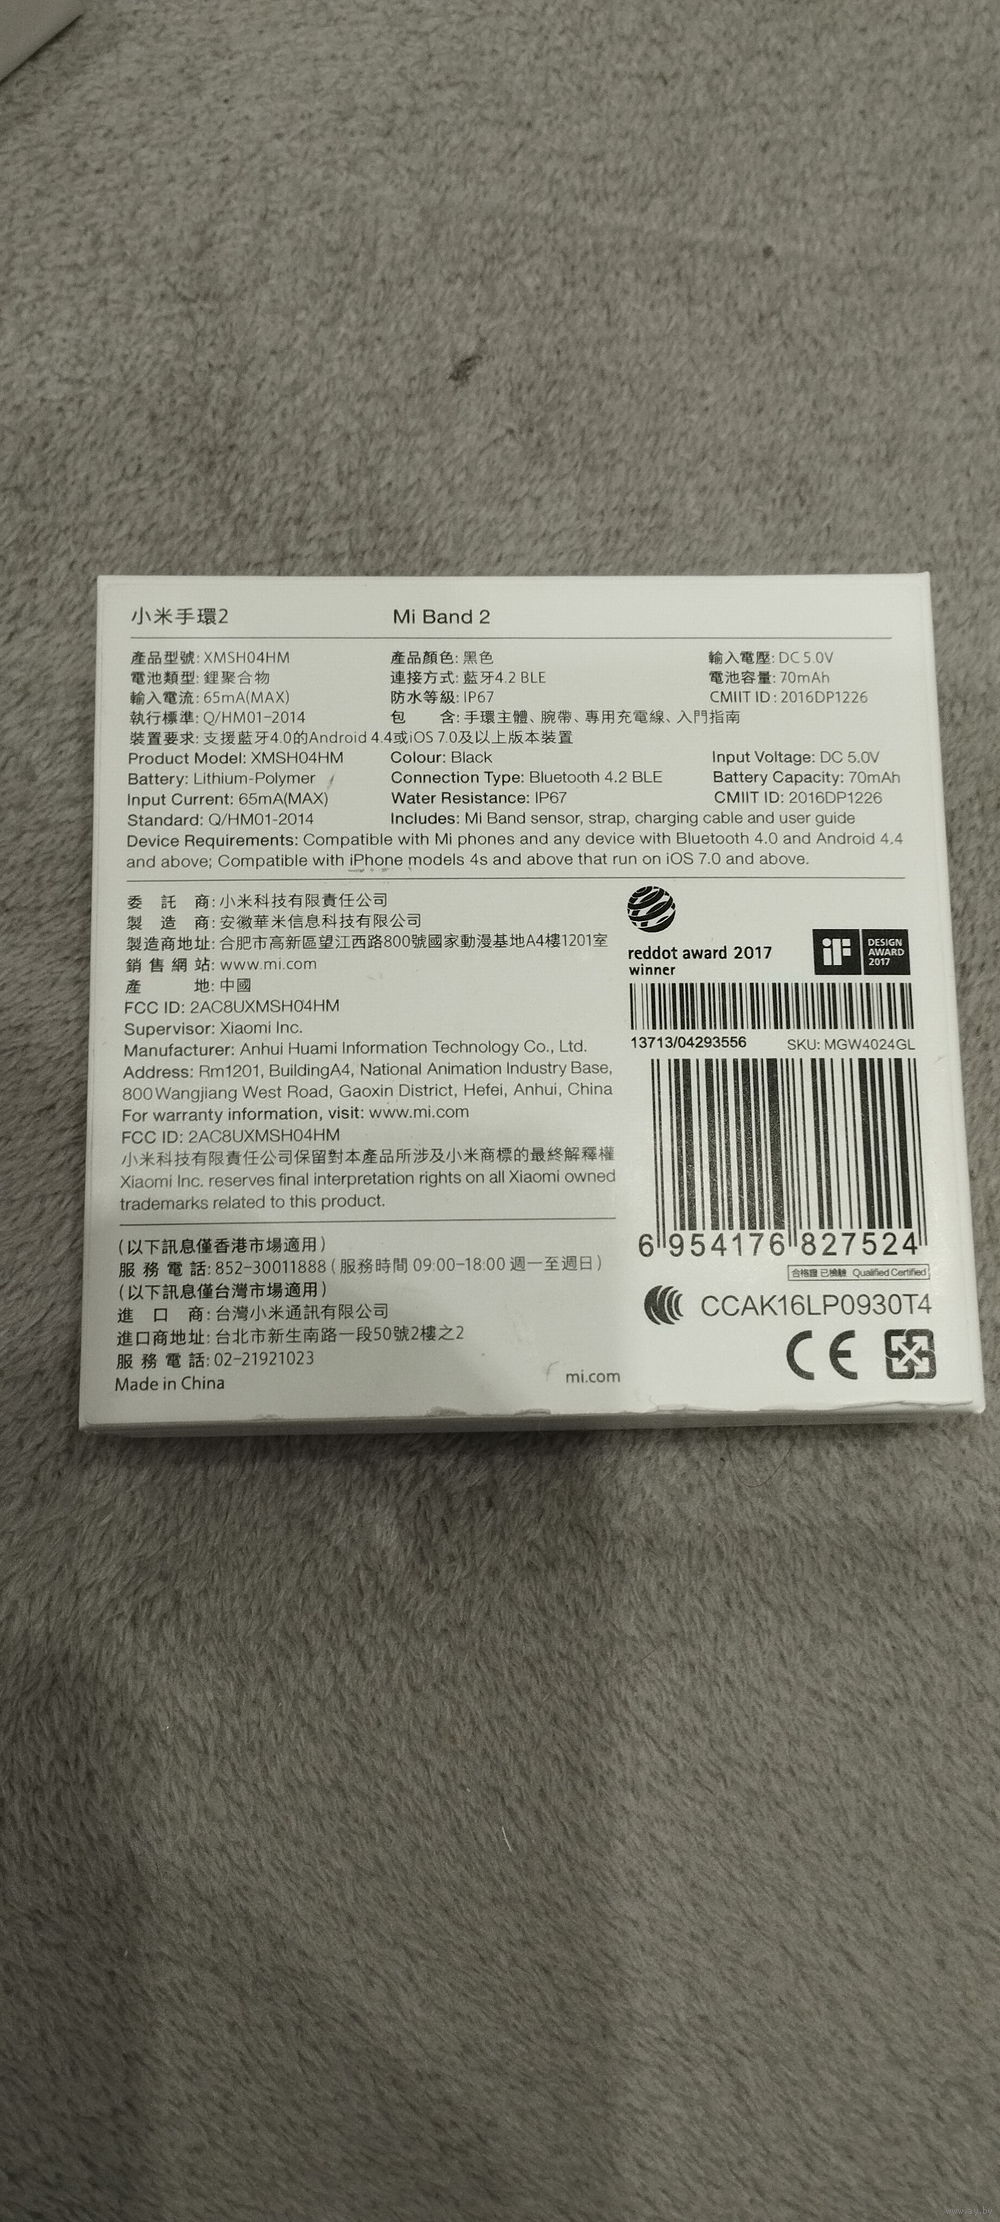 小米手環2 Mi Band 2
產品型號: XMSH04HM 產品顏色: 黑色 輸入電壓: DC 5.0V
電池類型: 鋰聚合物 連接方式: 藍牙4.2 BLE 電池容量: 70mAh
輸入電流: 65mA(MAX) 防水等級: IP67 CMIIT ID: 2016DP1226
執行標準: Q/HM01-2014 包 含: 手環主體、腕帶、專用充電線、入門指南
裝置要求: 支援藍牙4.0的Android 4.4或iOS 7.0及以上版本裝置
Product Model: XMSH04HM Colour: Black Input Voltage: DC 5.0V
Battery: Lithium-Polymer Connection Type: Bluetooth 4.2 BLE Battery Capacity: 70mAh
Input Current: 65mA(MAX) Water Resistance: IP67 CMIIT ID: 2016DP1226
Standard: Q/HM01-2014 Includes: Mi Band sensor, strap, charging cable and user guide
Device Requirements: Compatible with Mi phones and any device with Bluetooth 4.0 and Android 4.4
and above; Compatible with iPhone models 4s and above that run on iOS 7.0 and above.
委 託 商: 小米科技有限責任公司
製 造 商: 安徽華米信息科技有限公司
製造商地址: 合肥市高新區望江西路800號國家動漫基地A4樓1201室
銷 售 網 站: www.mi.com
產 地: 中國
FCC ID: 2AC8UXMSH04HM
Supervisor: Xiaomi Inc.
Manufacturer: Anhui Huami Information Technology Co., Ltd.
Address: Rm1201, BuildingA4, National Animation Industry Base,
800 Wangjiang West Road, Gaoxin District, Hefei, Anhui, China
For warranty information, visit: www.mi.com
FCC ID: 2AC8UXMSH04HM
小米科技有限責任公司保留對本產品所涉及小米商標的最終解釋權
Xiaomi Inc. reserves final interpretation rights on all Xiaomi owned
trademarks related to this product.
(以下訊息僅香港市場適用)
服 務 電 話: 852-30011888 (服務時間 09:00-18:00 週一至週日)
(以下訊息僅台灣市場適用)
進 口 商: 台灣小米通訊有限公司
進口商地址: 台北市新生南路一段50號2樓之2
服 務 電 話: 02-21921023
Made in China
mi.com
reddot award 2017
winner
iF DESIGN
AWARD
2017
13713/04293556 SKU: MGW4024GL
6 954176 827524
合格證 已檢驗 Qualified Certified
CCAK16LP0930T4
CE
www.ay.by